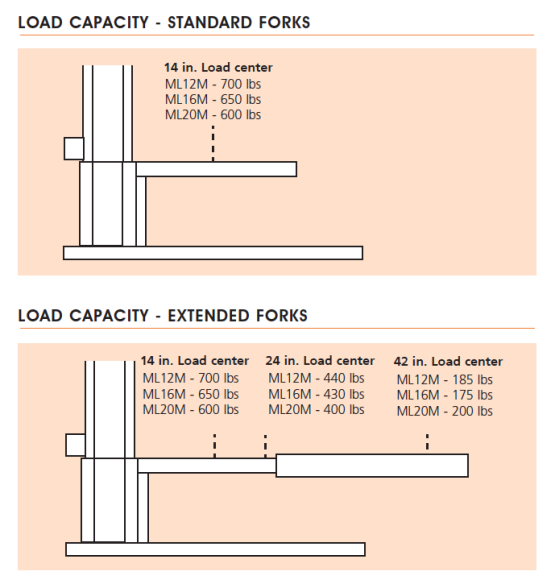 LOAD CAPACITY - STANDARD FORKS
14 in. Load center
ML12M - 700 lbs
ML16M - 650 lbs
ML20M - 600 lbs
LOAD CAPACITY - EXTENDED FORKS
14 in. Load center
ML12M - 700 lbs
ML16M - 650 lbs
ML20M - 600 lbs
24 in. Load center
ML12M - 440 lbs
ML16M - 430 lbs
ML20M - 400 lbs
42 in. Load center
ML12M - 185 lbs
ML16M - 175 lbs
ML20M - 200 lbs